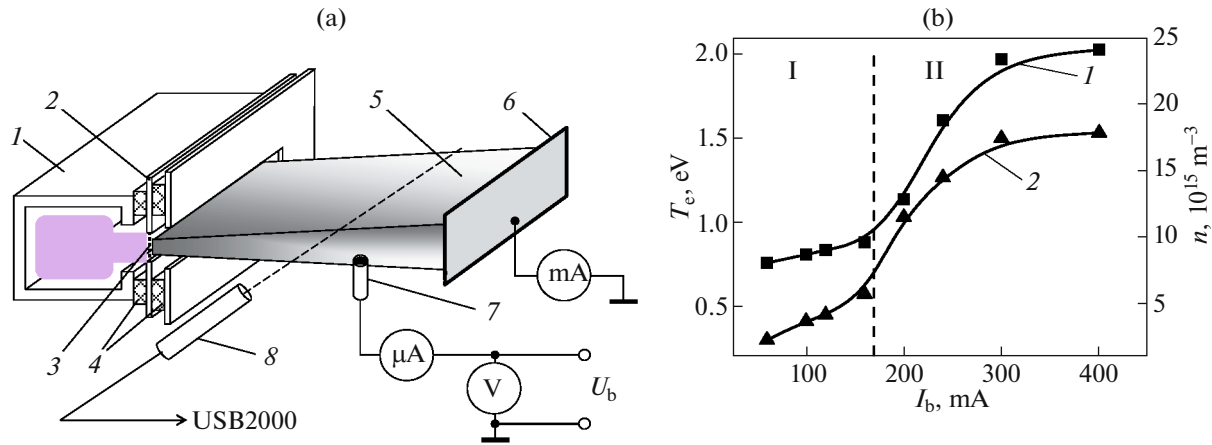 (a)
1
2
3
4
5
6
7
8
mA
μA
V
U_b
USB2000
(b)
T_e, eV
2.0
1.5
1.0
0.5
I
II
1
2
25
20
15
10
5
n, 10^15 m^−3
100
200
300
400
I_b, mA